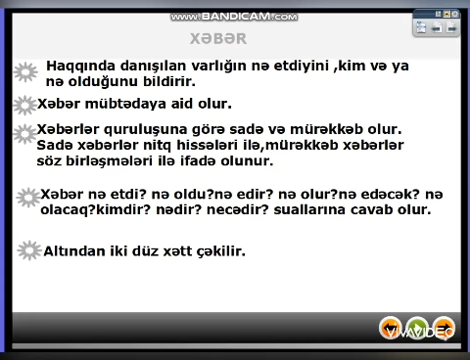 www.BANDICAM.com
XƏBƏR
Haqqında danışılan varlığın nə etdiyini ,kim və ya
nə olduğunu bildirir.
Xəbər mübtədaya aid olur.
Xəbərlər quruluşuna görə sadə və mürəkkəb olur.
Sadə xəbərlər nitq hissələri ilə,mürəkkəb xəbərlər
söz birləşmələri ilə ifadə olunur.
Xəbər nə etdi? nə oldu?nə edir? nə olur?nə edəcək? nə
olacaq?kimdir? nədir? necədir? suallarına cavab olur.
Altından iki düz xətt çəkilir.
VIVAVIDEO